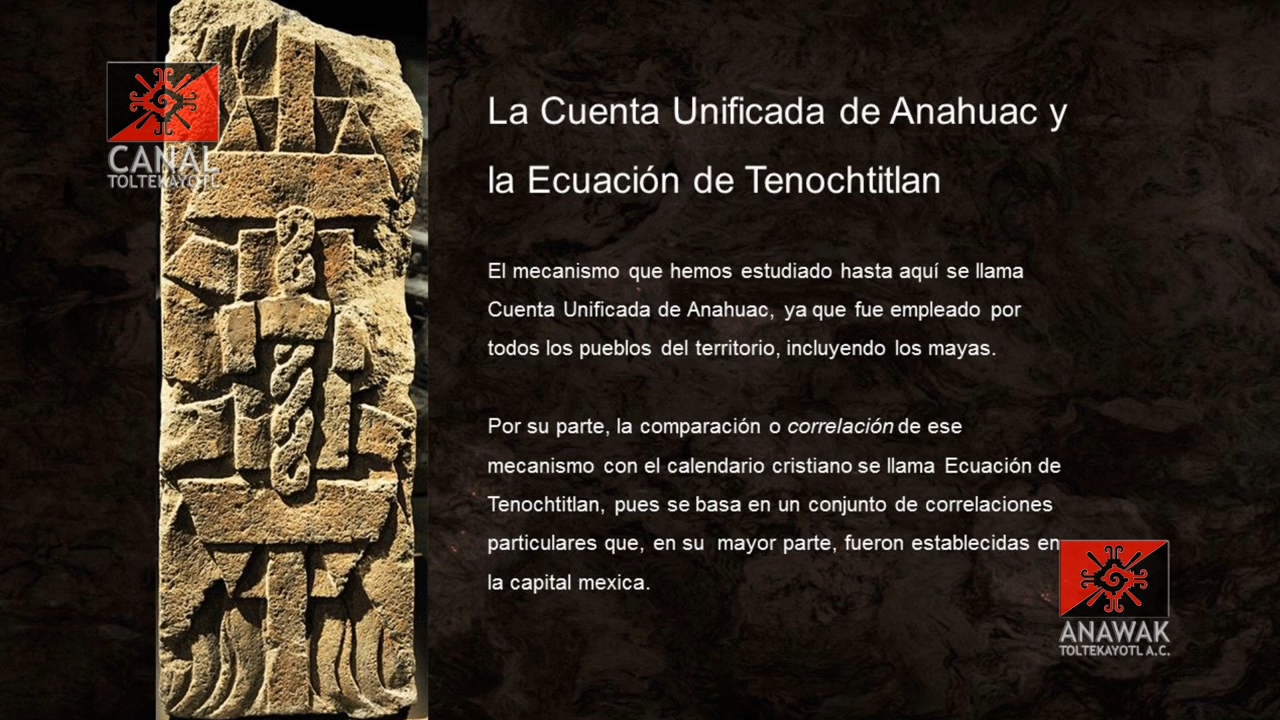 CANAL
TOLTEKAYOTL
La Cuenta Unificada de Anahuac y
la Ecuación de Tenochtitlan
El mecanismo que hemos estudiado hasta aquí se llama
Cuenta Unificada de Anahuac, ya que fue empleado por
todos los pueblos del territorio, incluyendo los mayas.
Por su parte, la comparación o correlación de ese
mecanismo con el calendario cristiano se llama Ecuación de
Tenochtitlan, pues se basa en un conjunto de correlaciones
particulares que, en su mayor parte, fueron establecidas en
la capital mexica.
ANAWAK
TOLTEKAYOTL A.C.